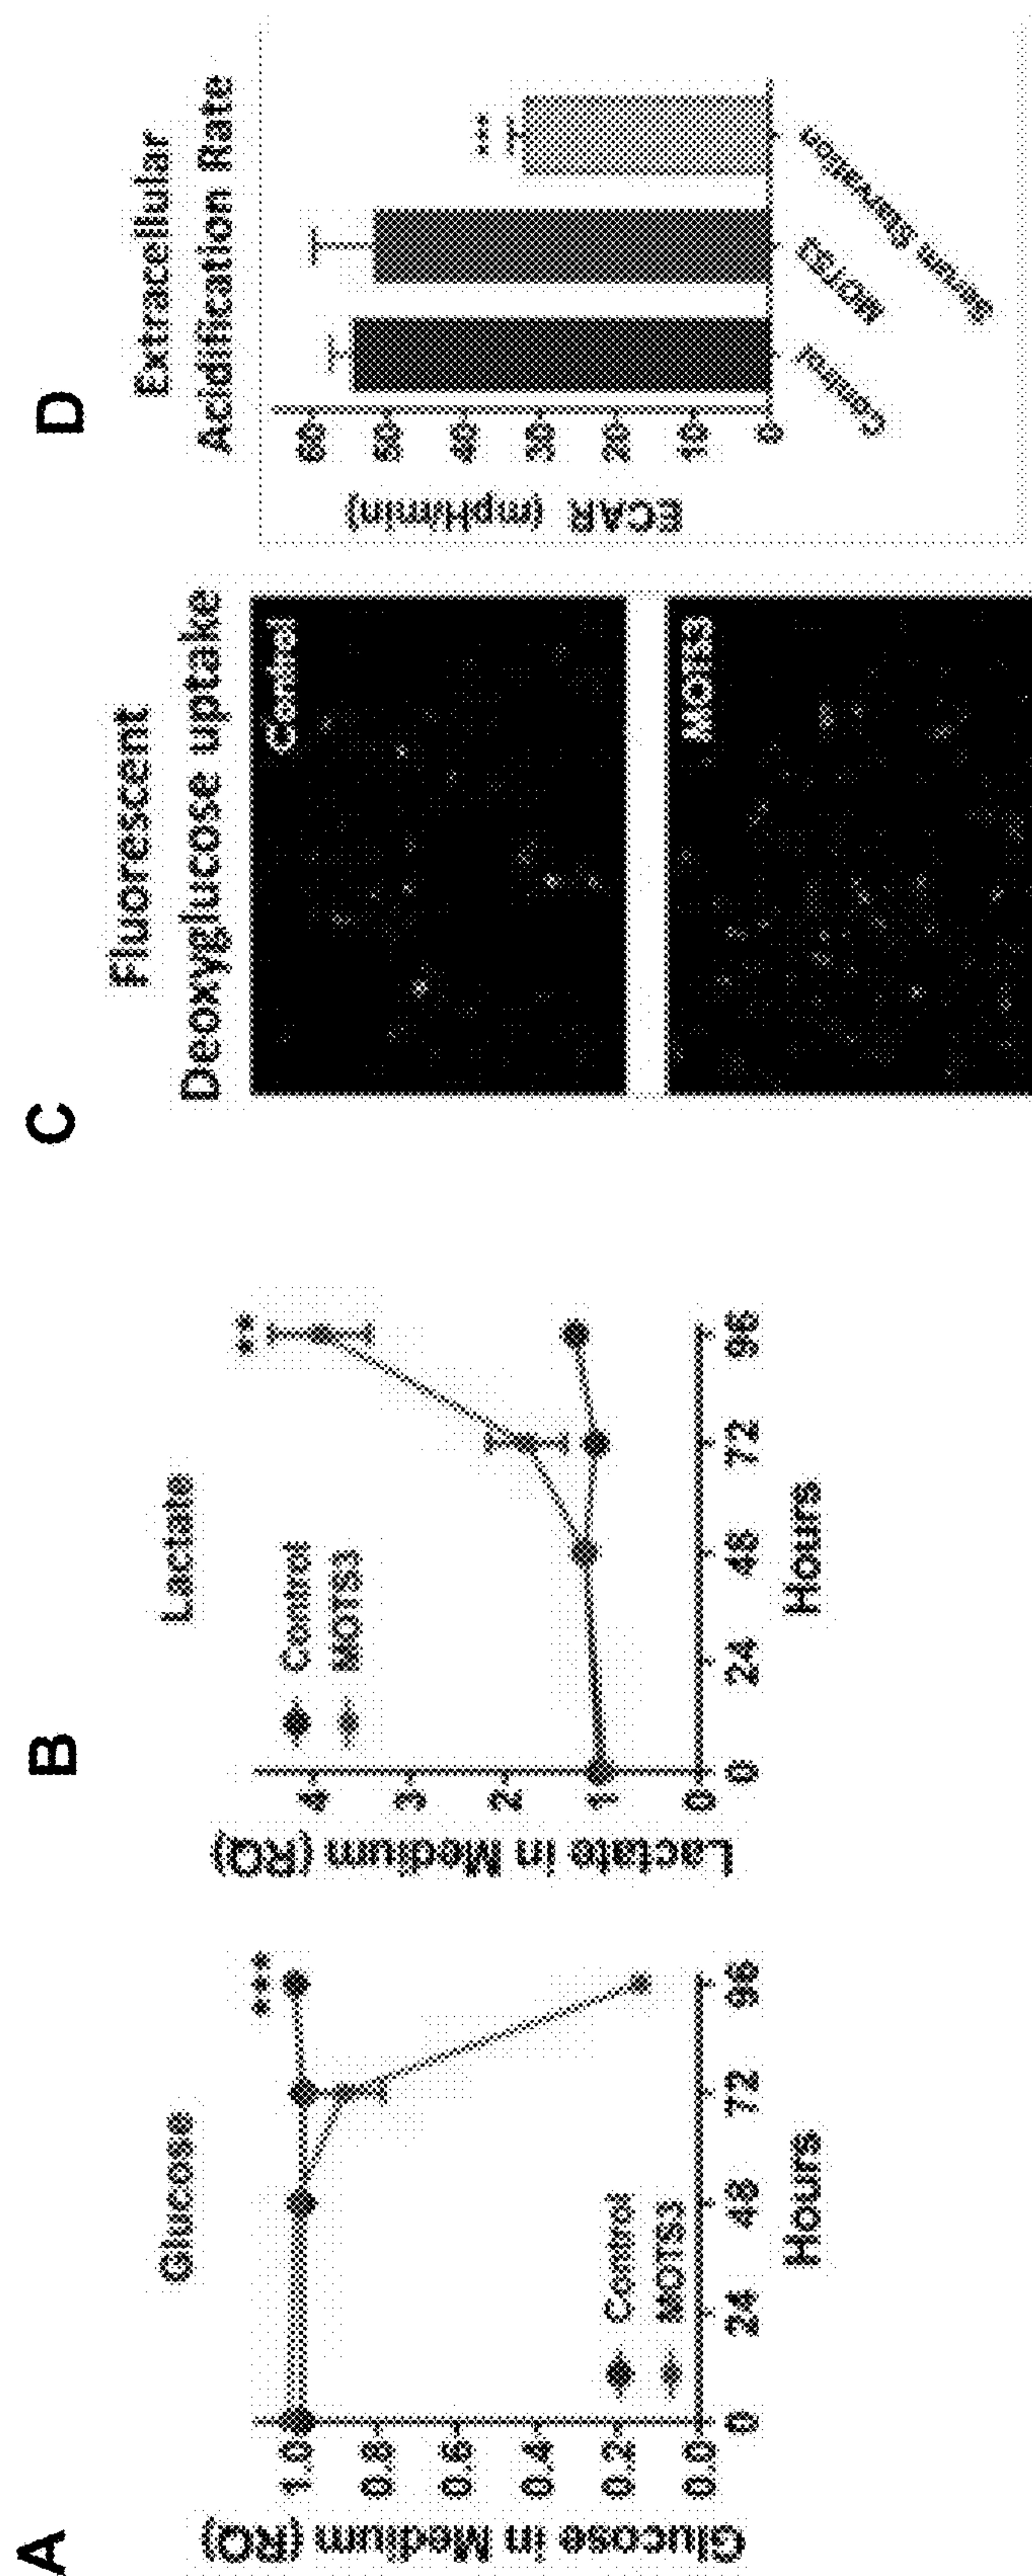 A
Glucose
Glucose in Medium (RQ)
1.0
0.8
0.6
0.4
0.2
0.0
***
Control
MOTS3
0
24
48
72
96
Hours
B
Lactate
Lactate in Medium (RQ)
4
3
2
1
0
**
Control
MOTS3
0
24
48
72
96
Hours
C
Fluorescent
Deoxyglucose uptake
Control
MOTS3
D
Extracellular
Acidification Rate
ECAR (mpH/min)
60
50
40
30
20
10
0
***
Control
MOTS3
Serum Starvation